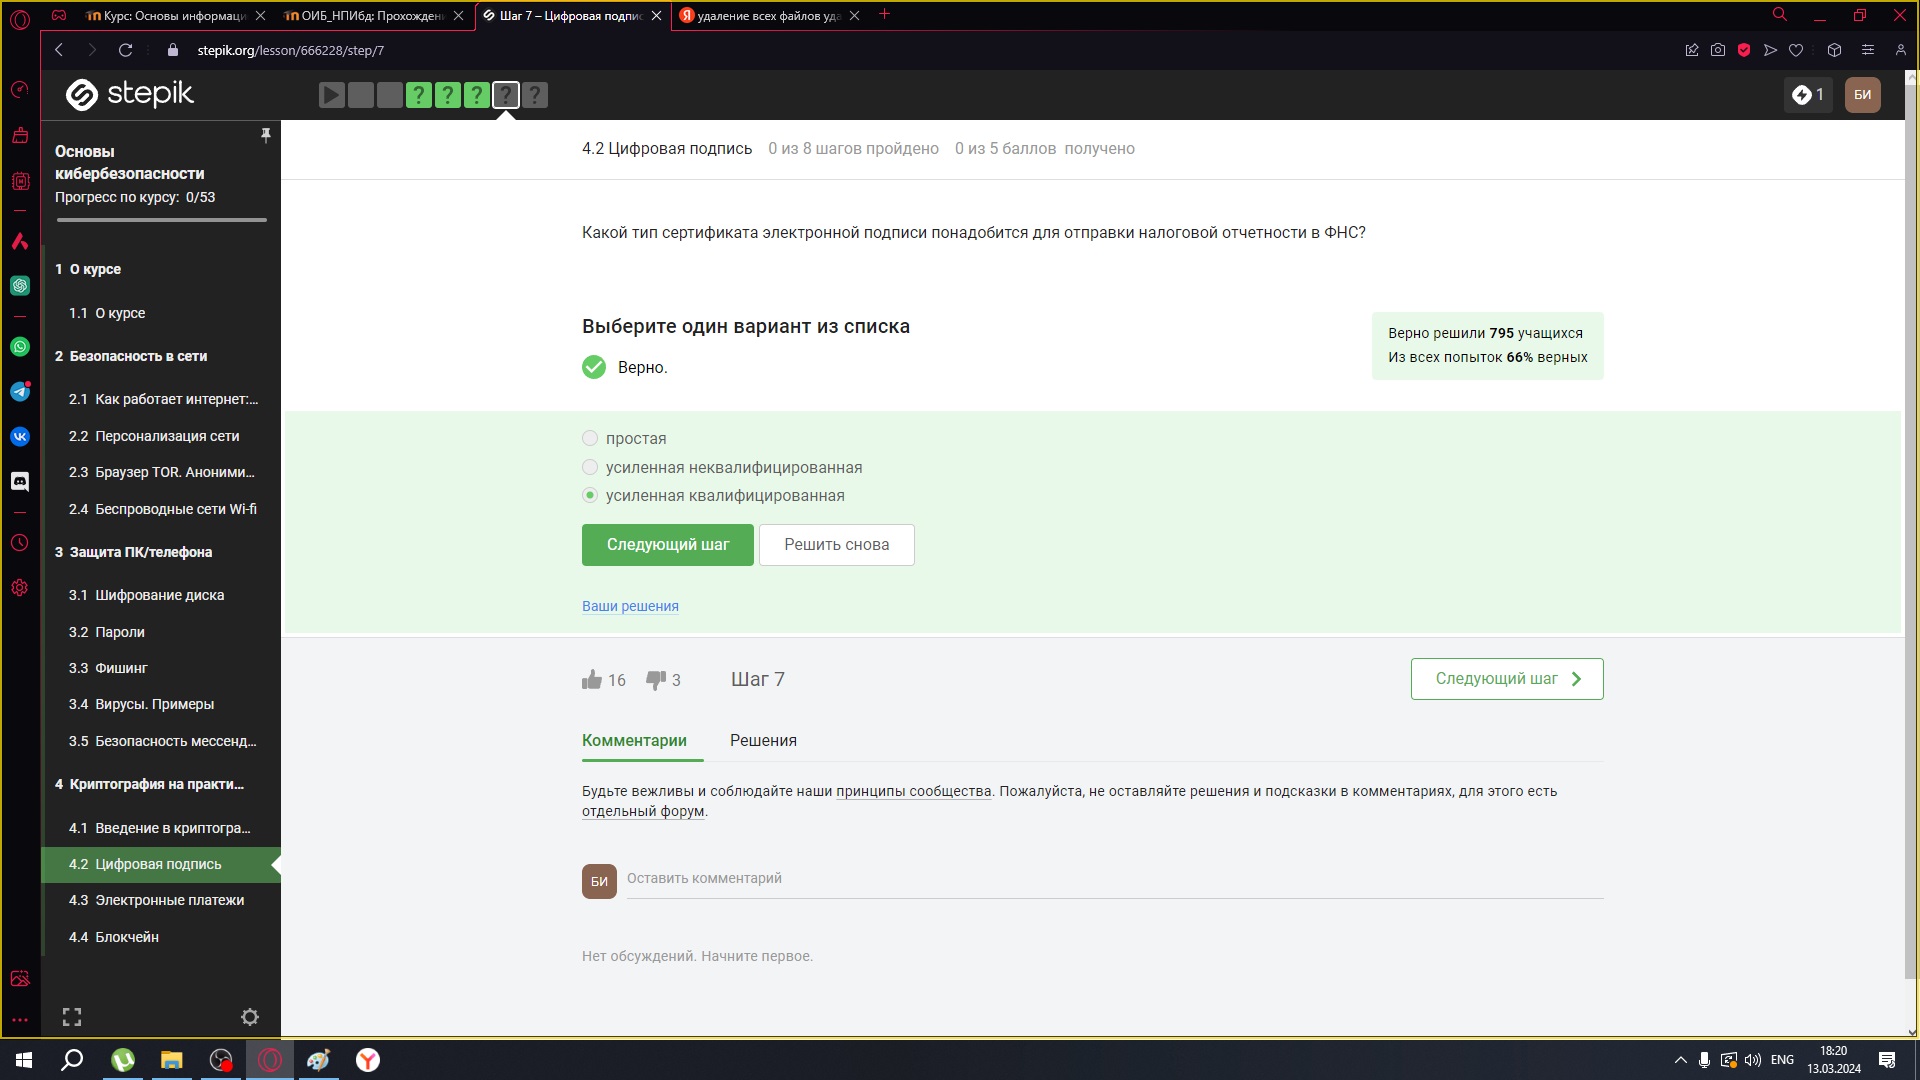 Курс: Основы информаци
ОИБ_НПИбд: Прохожден
Шаг 7 – Цифровая подпис
удаление всех файлов уда
stepik.org/lesson/666228/step/7
stepik
? ? ? ? ?
1
БИ
Основы
кибербезопасности
Прогресс по курсу: 0/53
1 О курсе
1.1 О курсе
2 Безопасность в сети
2.1 Как работает интернет:...
2.2 Персонализация сети
2.3 Браузер TOR. Аноними...
2.4 Беспроводные сети Wi-fi
3 Защита ПК/телефона
3.1 Шифрование диска
3.2 Пароли
3.3 Фишинг
3.4 Вирусы. Примеры
3.5 Безопасность мессенд...
4 Криптография на практи...
4.1 Введение в криптогра...
4.2 Цифровая подпись
4.3 Электронные платежи
4.4 Блокчейн
4.2 Цифровая подпись 0 из 8 шагов пройдено 0 из 5 баллов получено
Какой тип сертификата электронной подписи понадобится для отправки налоговой отчетности в ФНС?
Выберите один вариант из списка
Верно.
Верно решили 795 учащихся
Из всех попыток 66% верных
простая
усиленная неквалифицированная
усиленная квалифицированная
Следующий шаг
Решить снова
Ваши решения
16 3 Шаг 7
Следующий шаг
Комментарии Решения
Будьте вежливы и соблюдайте наши принципы сообщества. Пожалуйста, не оставляйте решения и подсказки в комментариях, для этого есть
отдельный форум.
БИ
Оставить комментарий
Нет обсуждений. Начните первое.
ENG
18:20
13.03.2024